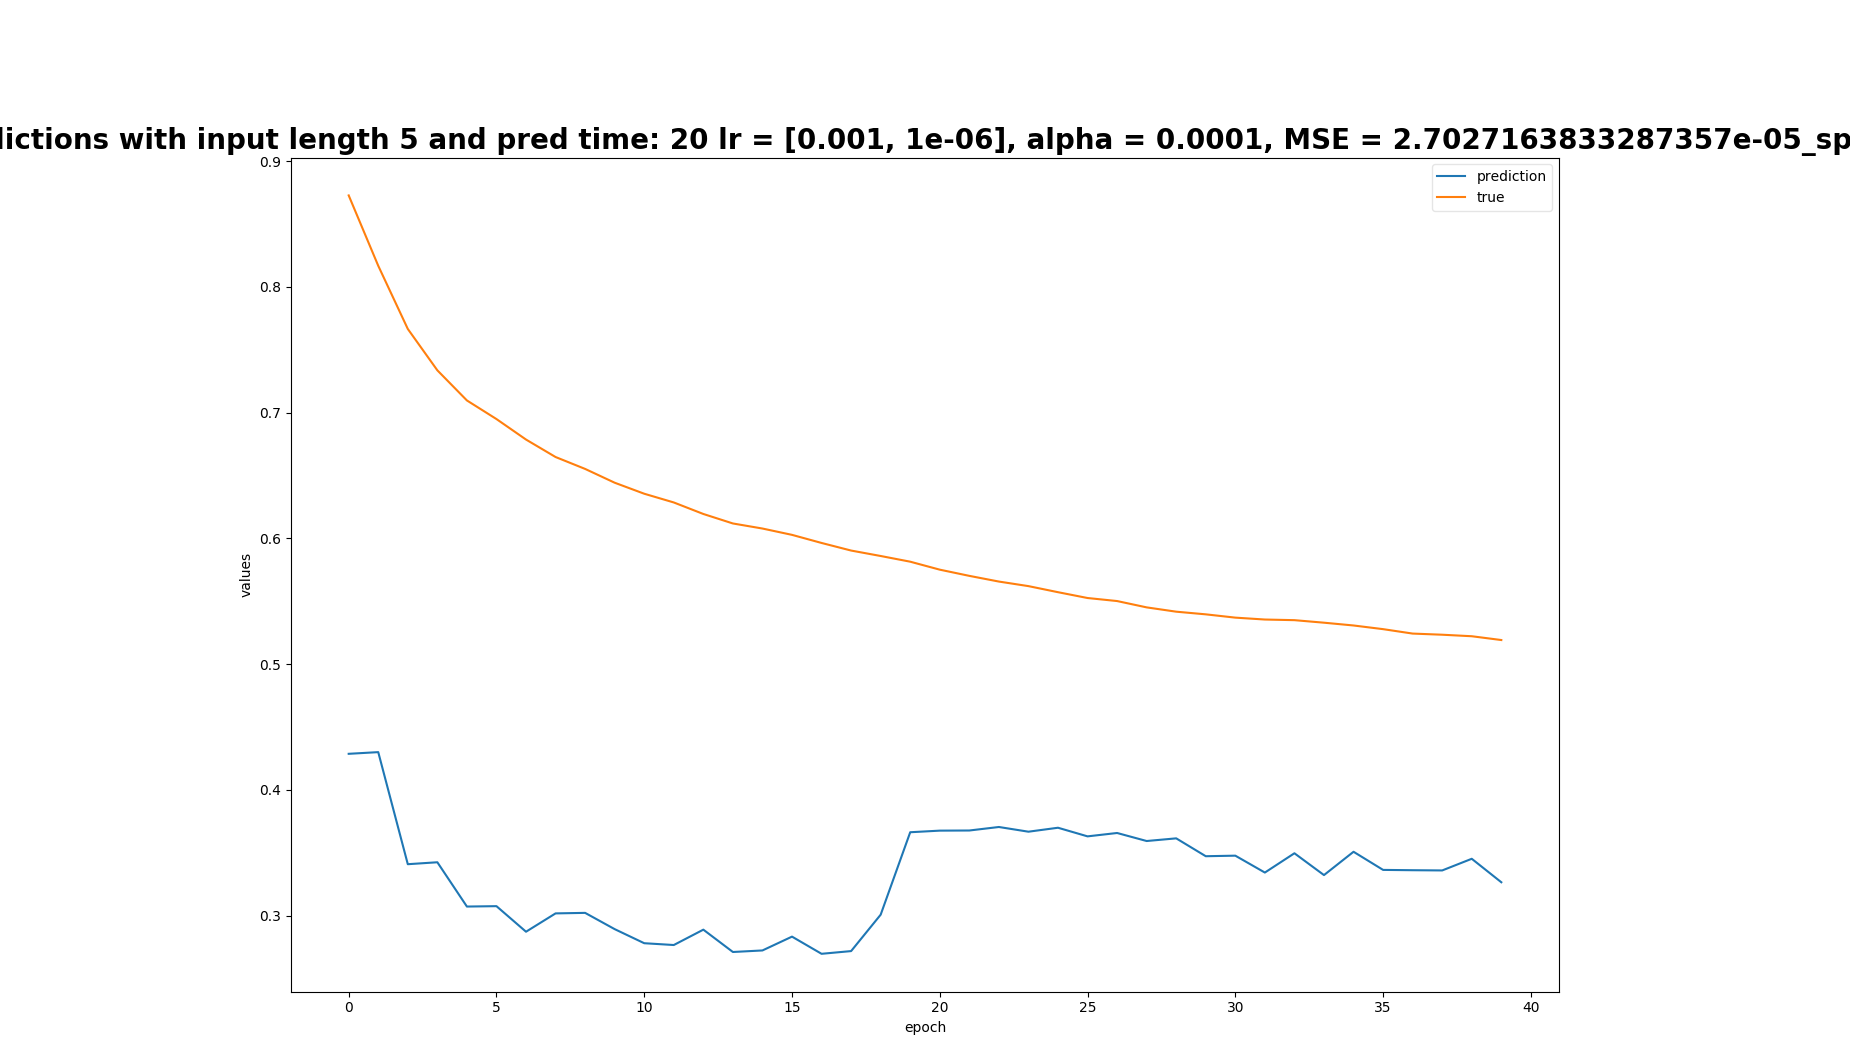 dictions with input length 5 and pred time: 20 lr = [0.001, 1e-06], alpha = 0.0001, MSE = 2.7027163833287357e-05_sp
prediction
true
0.9
0.8
0.7
0.6
0.5
0.4
0.3
values
0 5 10 15 20 25 30 35 40
epoch